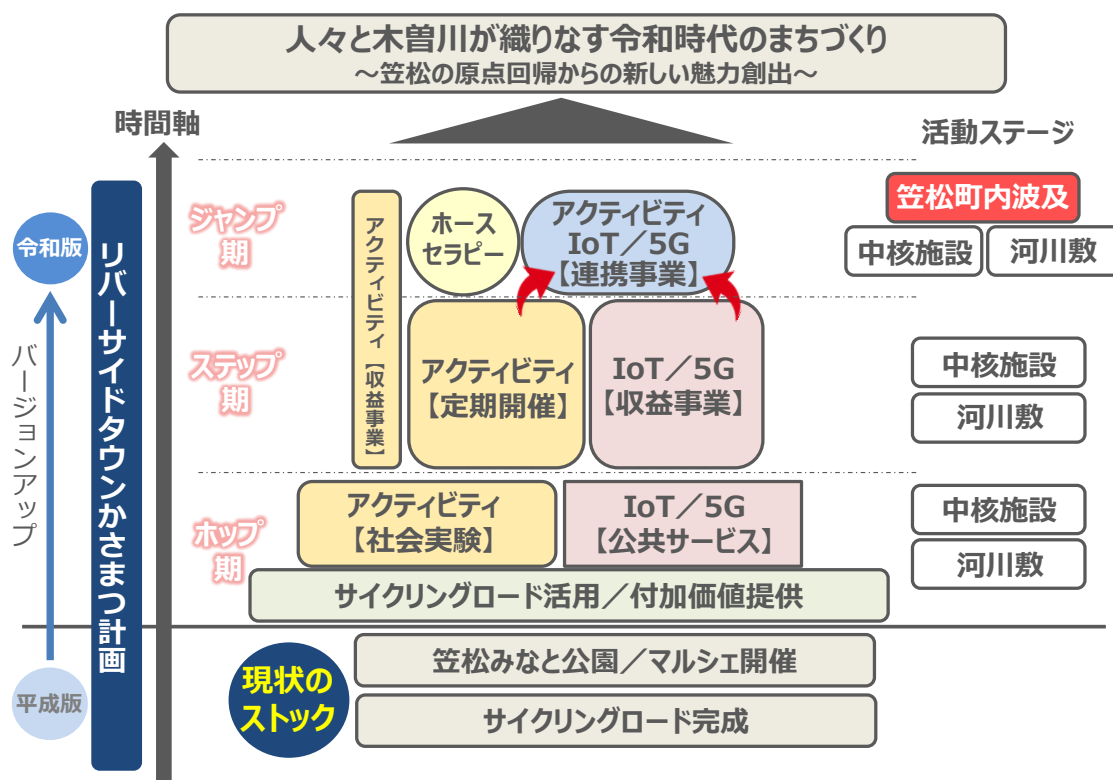 人々と木曽川が織りなす令和時代のまちづくり
～笠松の原点回帰からの新しい魅力創出～
時間軸
活動ステージ
令和版
バージョンアップ
平成版
リバーサイドタウンかさまつ計画
ジャンプ
期
アクティビティ【収益事業】
ホース
セラピー
アクティビティ
IoT／5G
【連携事業】
笠松町内波及
中核施設
河川敷
ステップ
期
アクティビティ
【定期開催】
IoT／5G
【収益事業】
中核施設
河川敷
ホップ
期
アクティビティ
【社会実験】
IoT／5G
【公共サービス】
中核施設
河川敷
サイクリングロード活用／付加価値提供
現状の
ストック
笠松みなと公園／マルシェ開催
サイクリングロード完成